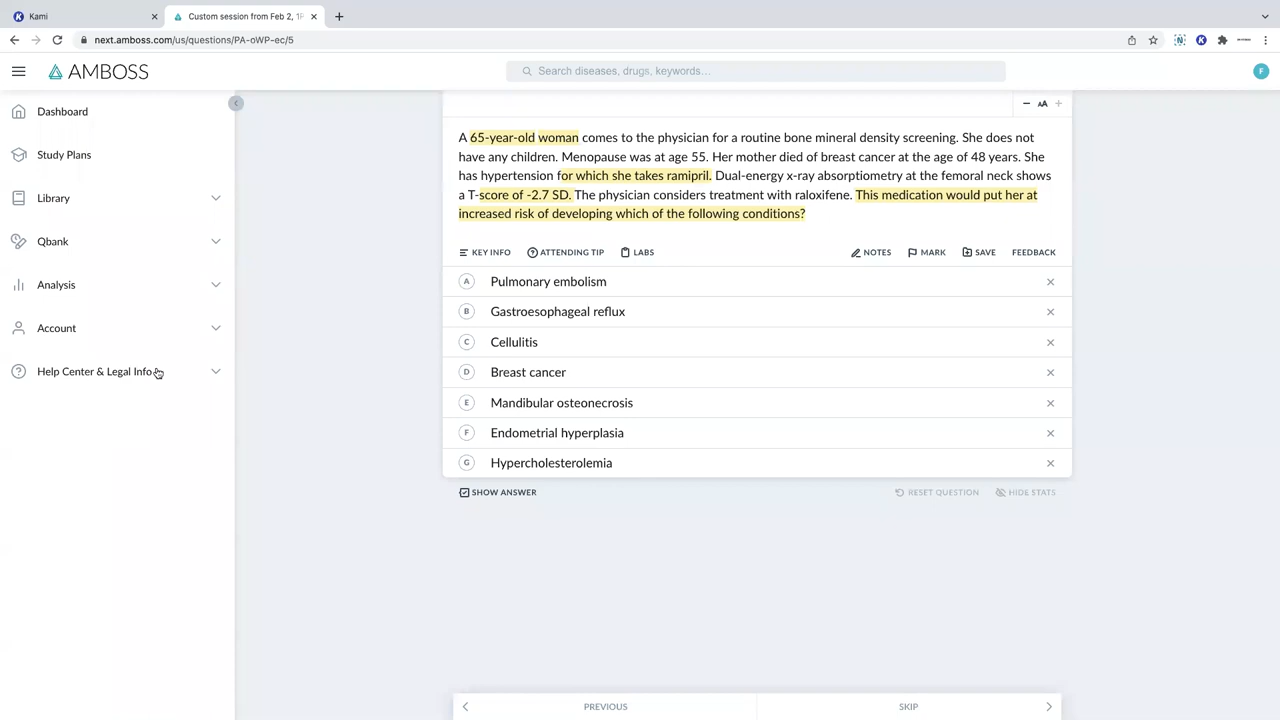 Kami
Custom session from Feb 2, 1
next.amboss.com/us/questions/PA-oWP-ec/5
AMBOSS
Search diseases, drugs, keywords…
F
Dashboard
Study Plans
Library
Qbank
Analysis
Account
Help Center & Legal Info
AA
A 65-year-old woman comes to the physician for a routine bone mineral density screening. She does not
have any children. Menopause was at age 55. Her mother died of breast cancer at the age of 48 years. She
has hypertension for which she takes ramipril. Dual-energy x-ray absorptiometry at the femoral neck shows
a T-score of -2.7 SD. The physician considers treatment with raloxifene. This medication would put her at
increased risk of developing which of the following conditions?
KEY INFO ATTENDING TIP LABS NOTES MARK SAVE FEEDBACK
A Pulmonary embolism
B Gastroesophageal reflux
C Cellulitis
D Breast cancer
E Mandibular osteonecrosis
F Endometrial hyperplasia
G Hypercholesterolemia
SHOW ANSWER RESET QUESTION HIDE STATS
PREVIOUS SKIP